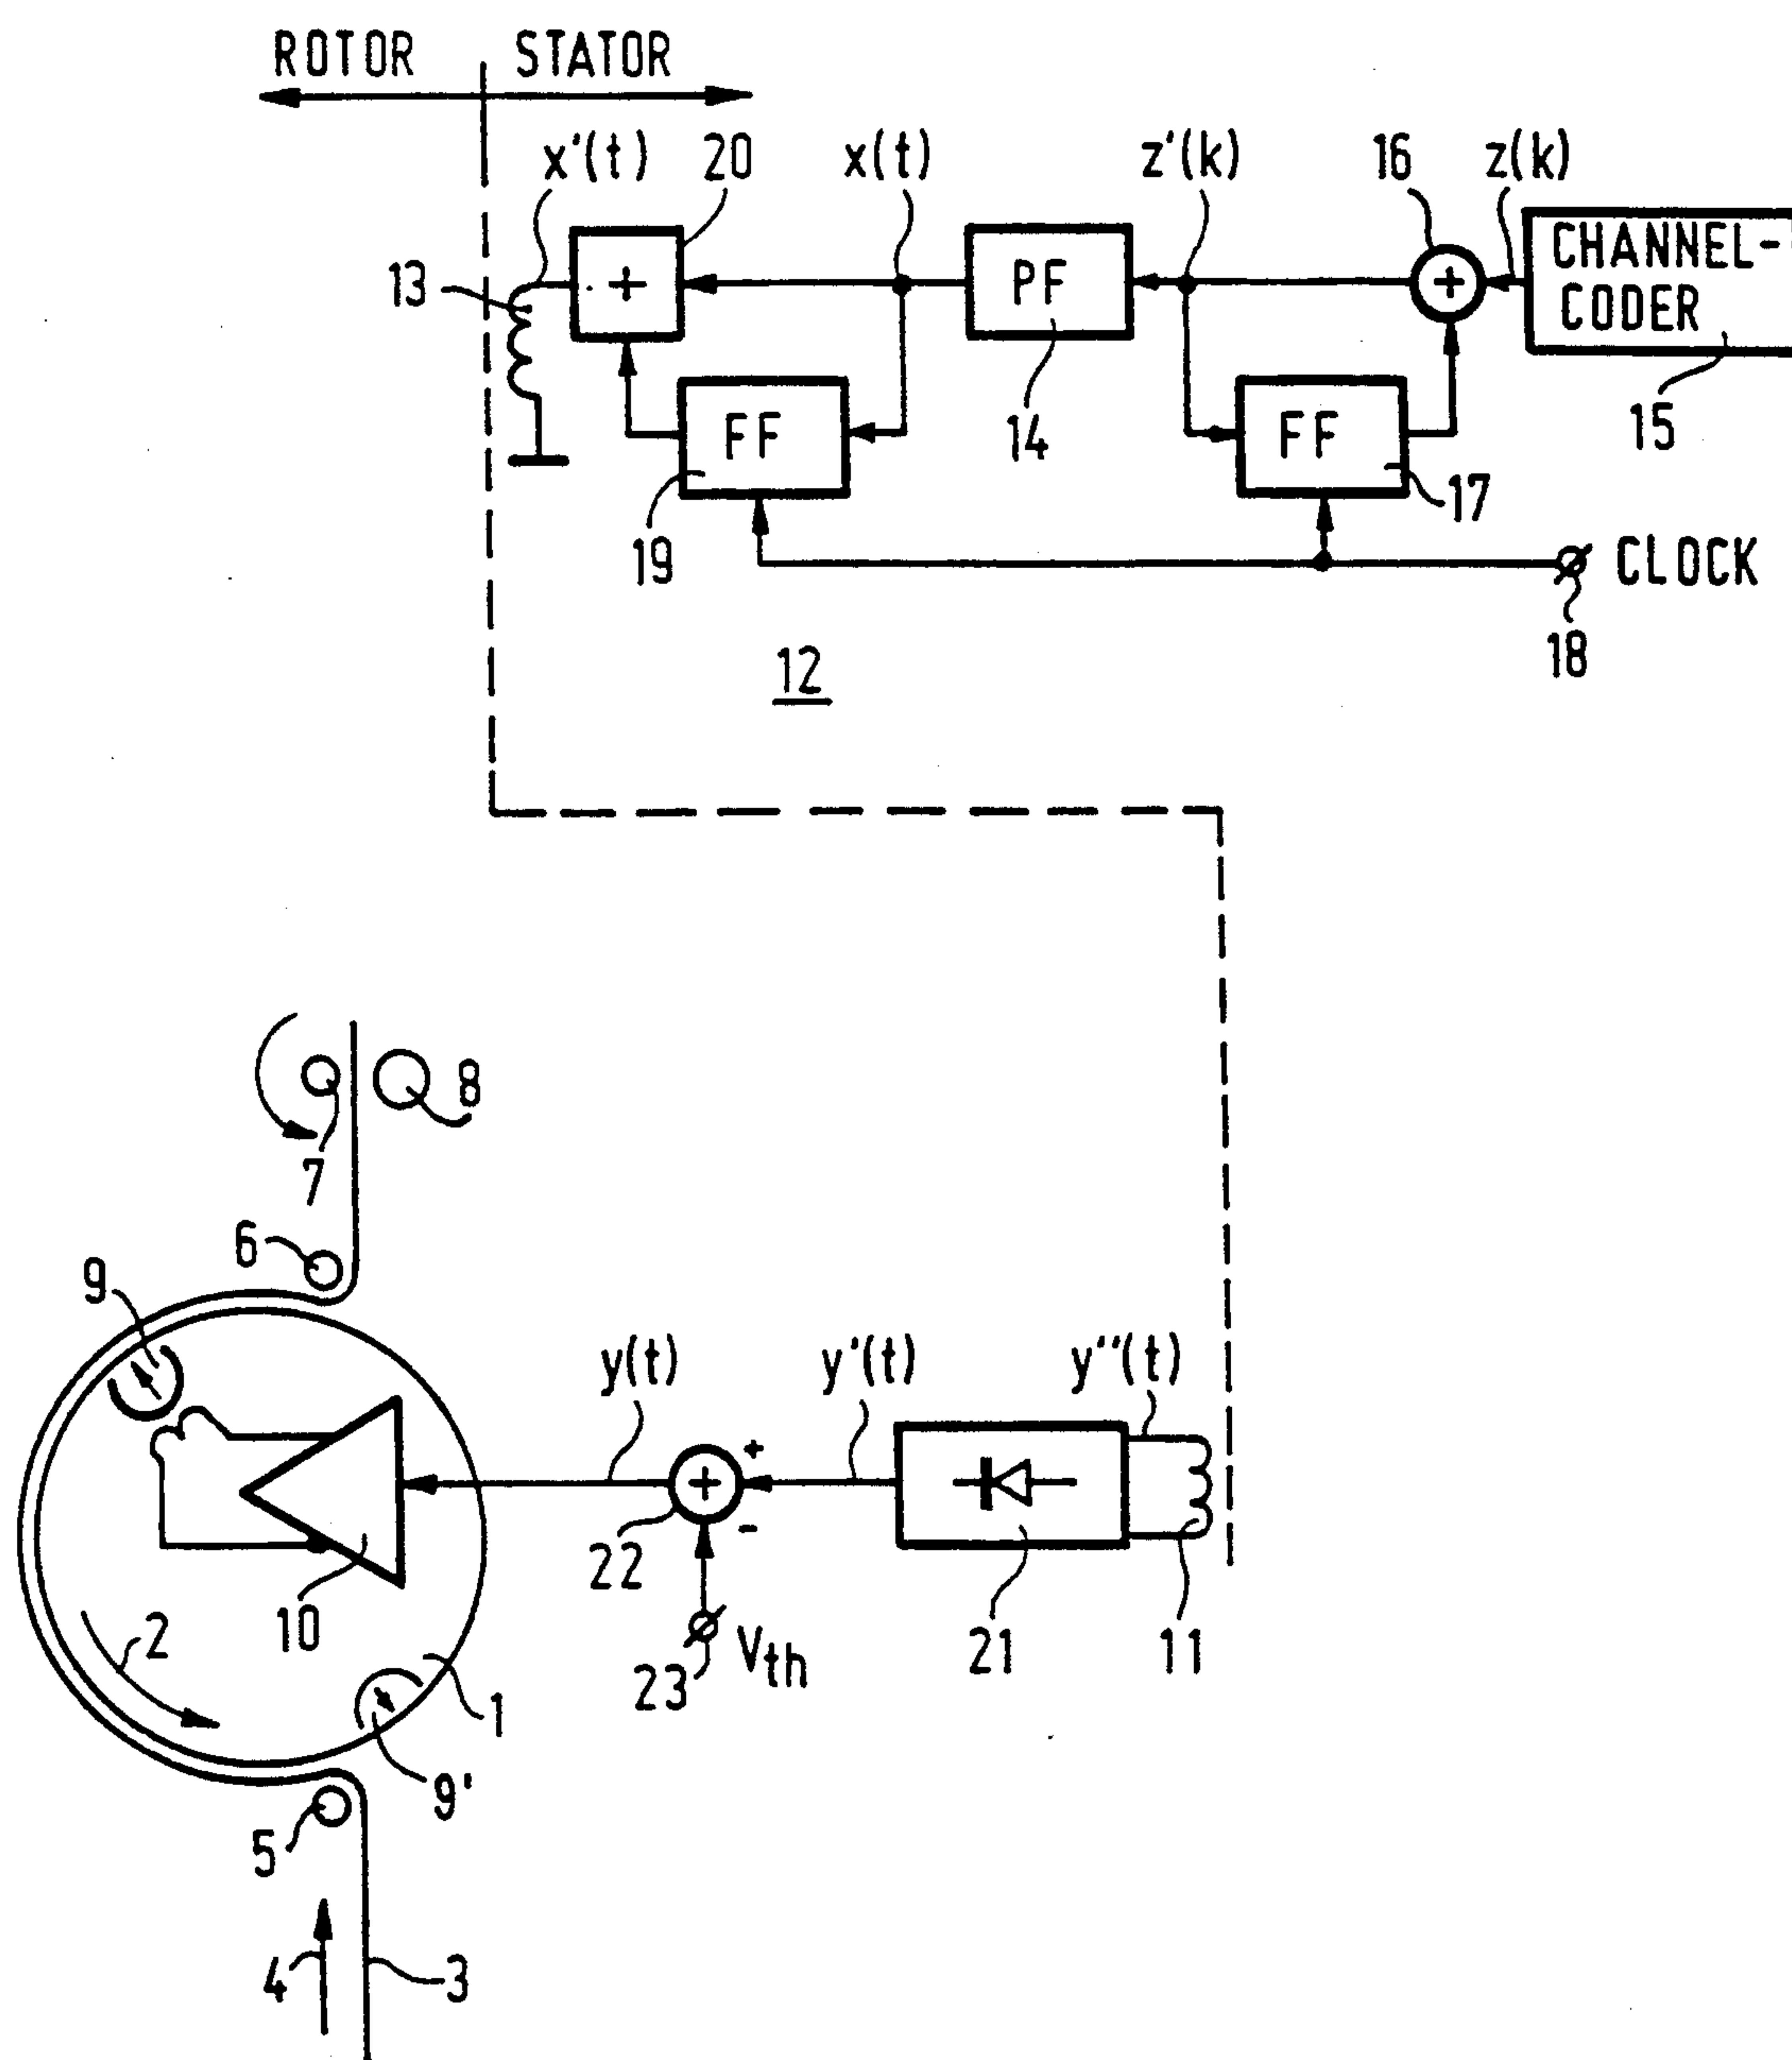 ROTOR STATOR
x'(t) 20 x(t) z'(k) 16 z(k)
13 + PF + CHANNEL-
CODER
FF 14 FF 15
19 17
CLOCK
18
12
8
7
6
9
y(t) y'(t) y''(t)
+
+
-
22
10 21 11
2 23 Vth
1
9'
5
4 3